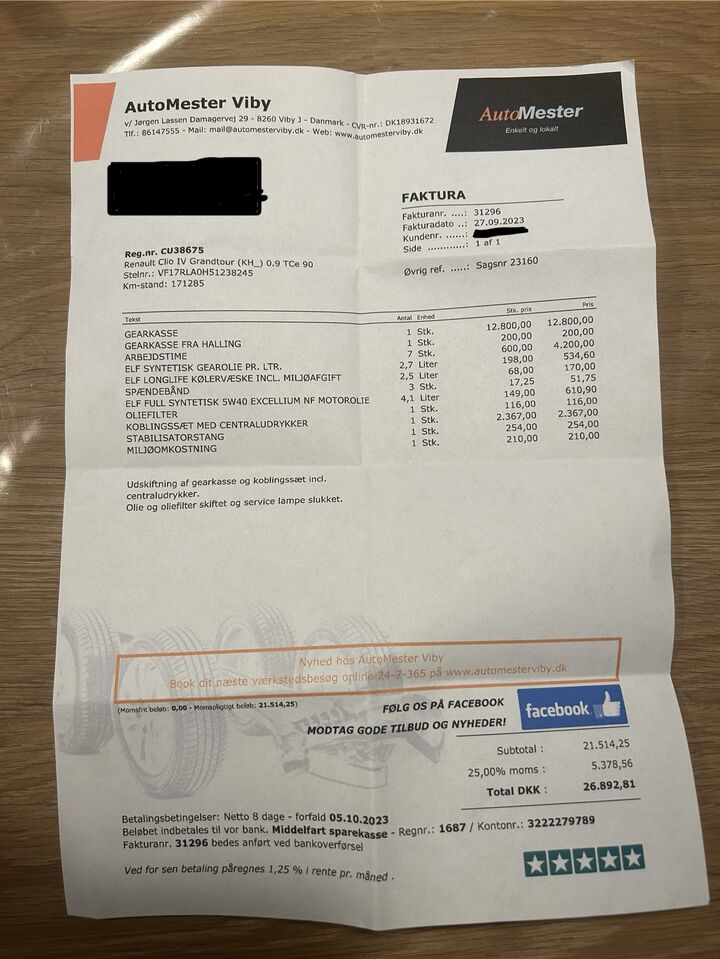 AutoMester Viby
v/ Jørgen Lassen Damagervej 29 - 8260 Viby J - Danmark - CVR-nr.: DK18931672
Tlf.: 86147555 - Mail: mail@automesterviby.dk - Web: www.automesterviby.dk
AutoMester
Enkelt og lokalt
FAKTURA
Fakturanr. ....: 31296
Fakturadato ..: 27.09.2023
Kundenr. ......:
Side ............: 1 af 1
Øvrig ref. .....: Sagsnr 23160
Reg.nr. CU38675
Renault Clio IV Grandtour (KH_) 0.9 TCe 90
Stelnr.: VF17RLA0H51238245
Km-stand: 171285
Tekst Antal Enhed Stk. pris Pris
GEARKASSE 1 Stk. 12.800,00 12.800,00
GEARKASSE FRA HALLING 1 Stk. 200,00 200,00
ARBEJDSTIME 7 Stk. 600,00 4.200,00
ELF SYNTETISK GEAROLIE PR. LTR. 2,7 Liter 198,00 534,60
ELF LONGLIFE KØLERVÆSKE INCL. MILJØAFGIFT 2,5 Liter 68,00 170,00
SPÆNDEBÅND 3 Stk. 17,25 51,75
ELF FULL SYNTETISK 5W40 EXCELLIUM NF MOTOROLIE 4,1 Liter 149,00 610,90
OLIEFILTER 1 Stk. 116,00 116,00
KOBLINGSSÆT MED CENTRALUDRYKKER 1 Stk. 2.367,00 2.367,00
STABILISATORSTANG 1 Stk. 254,00 254,00
MILJØOMKOSTNING 1 Stk. 210,00 210,00
Udskiftning af gearkasse og koblingssæt incl.
centraludrykker.
Olie og oliefilter skiftet og service lampe slukket.
Nyhed hos AutoMester Viby
Book dit næste værkstedsbesøg online 24-7-365 på www.automesterviby.dk
(Momsfrit beløb: 0,00 - Momspligtigt beløb: 21.514,25)
FØLG OS PÅ FACEBOOK
MODTAG GODE TILBUD OG NYHEDER!
facebook
Subtotal : 21.514,25
25,00% moms : 5.378,56
Total DKK : 26.892,81
Betalingsbetingelser: Netto 8 dage - forfald 05.10.2023
Beløbet indbetales til vor bank. Middelfart sparekasse - Regnr.: 1687 / Kontonr.: 3222279789
Fakturanr. 31296 bedes anført ved bankoverførsel
Ved for sen betaling påregnes 1,25 % i rente pr. måned .